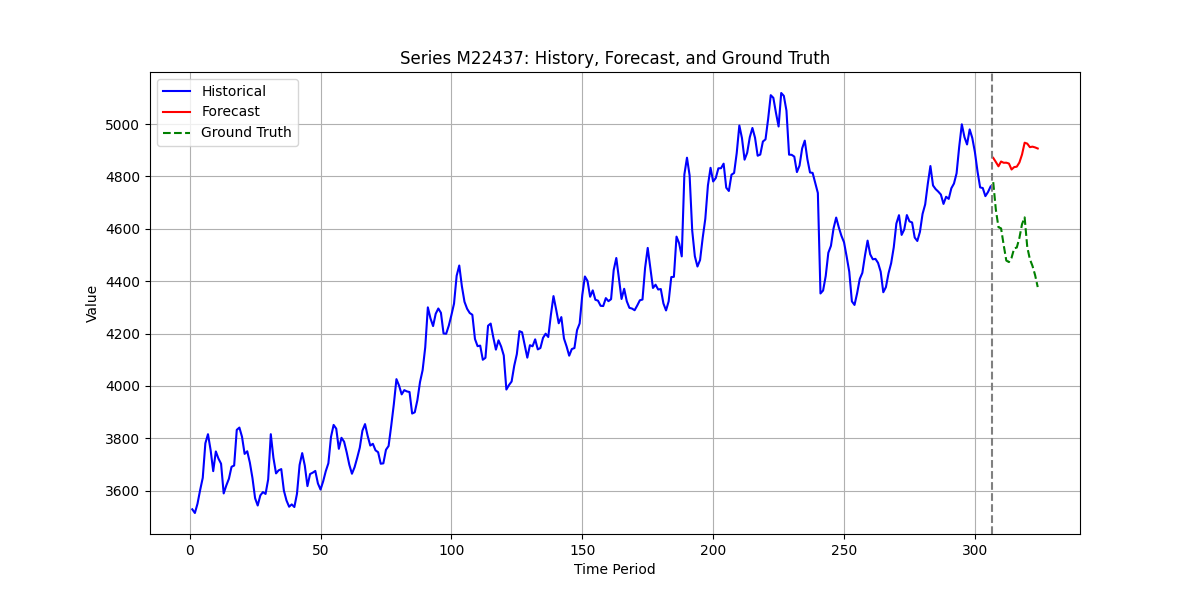 Series M22437: History, Forecast, and Ground Truth
Historical
Forecast
Ground Truth
5000
4800
4600
4400
4200
4000
3800
3600
Value
0 50 100 150 200 250 300
Time Period